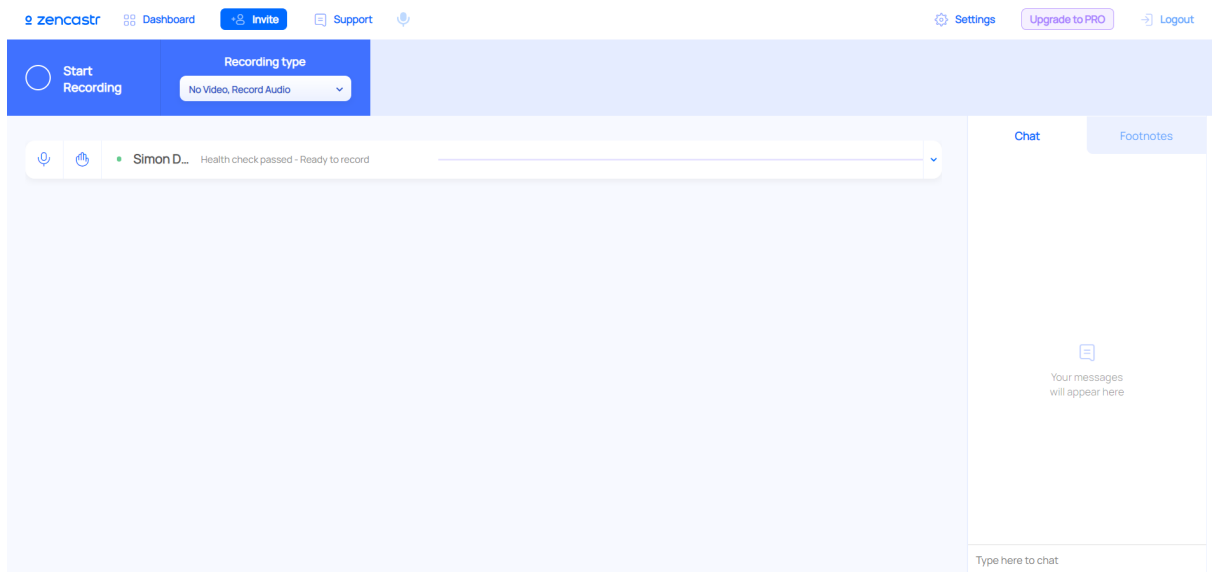 zencastr
Dashboard
Invite
Support
Settings
Upgrade to PRO
Logout
Start
Recording
Recording type
No Video, Record Audio
Simon D...
Health check passed - Ready to record
Chat
Footnotes
Your messages
will appear here
Type here to chat